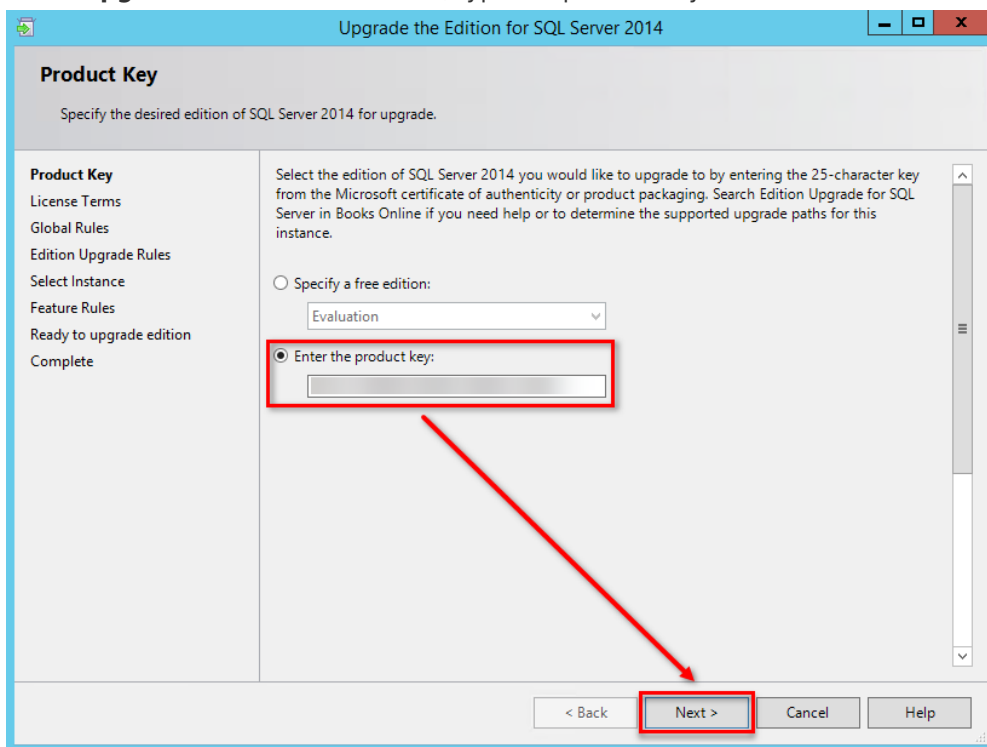 Upgrade the Edition for SQL Server 2014
Product Key
Specify the desired edition of SQL Server 2014 for upgrade.
Product Key
License Terms
Global Rules
Edition Upgrade Rules
Select Instance
Feature Rules
Ready to upgrade edition
Complete
Select the edition of SQL Server 2014 you would like to upgrade to by entering the 25-character key
from the Microsoft certificate of authenticity or product packaging. Search Edition Upgrade for SQL
Server in Books Online if you need help or to determine the supported upgrade paths for this
instance.
Specify a free edition:
Evaluation
Enter the product key:
< Back
Next >
Cancel
Help